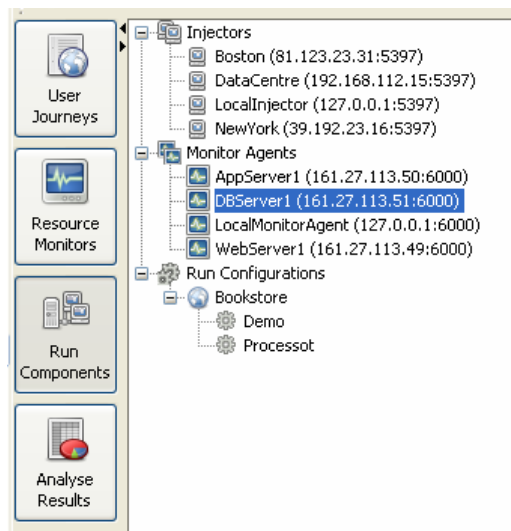 User
Journeys
Resource
Monitors
Run
Components
Analyse
Results
Injectors
Boston (81.123.23.31:5397)
DataCentre (192.168.112.15:5397)
LocalInjector (127.0.0.1:5397)
NewYork (39.192.23.16:5397)
Monitor Agents
AppServer1 (161.27.113.50:6000)
DBServer1 (161.27.113.51:6000)
LocalMonitorAgent (127.0.0.1:6000)
WebServer1 (161.27.113.49:6000)
Run Configurations
Bookstore
Demo
Processot